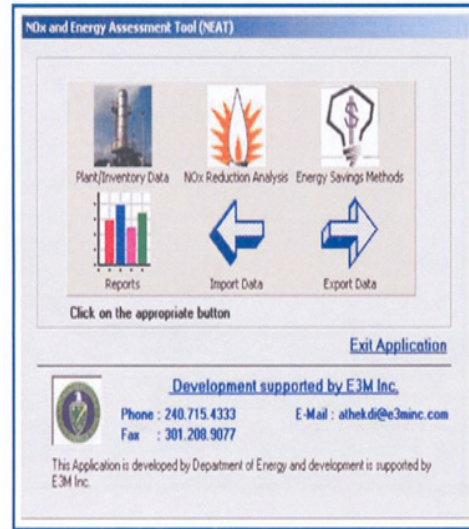 NOx and Energy Assessment Tool (NEAT)
Plant/Inventory Data NOx Reduction Analysis Energy Savings Methods
Reports Import Data Export Data
Click on the appropriate button
Exit Application
Development supported by E3M Inc.
Phone : 240.715.4333 E-Mail : athekdi@e3minc.com
Fax : 301.208.9077
This Application is developed by Department of Energy and development is supported by
E3M Inc.